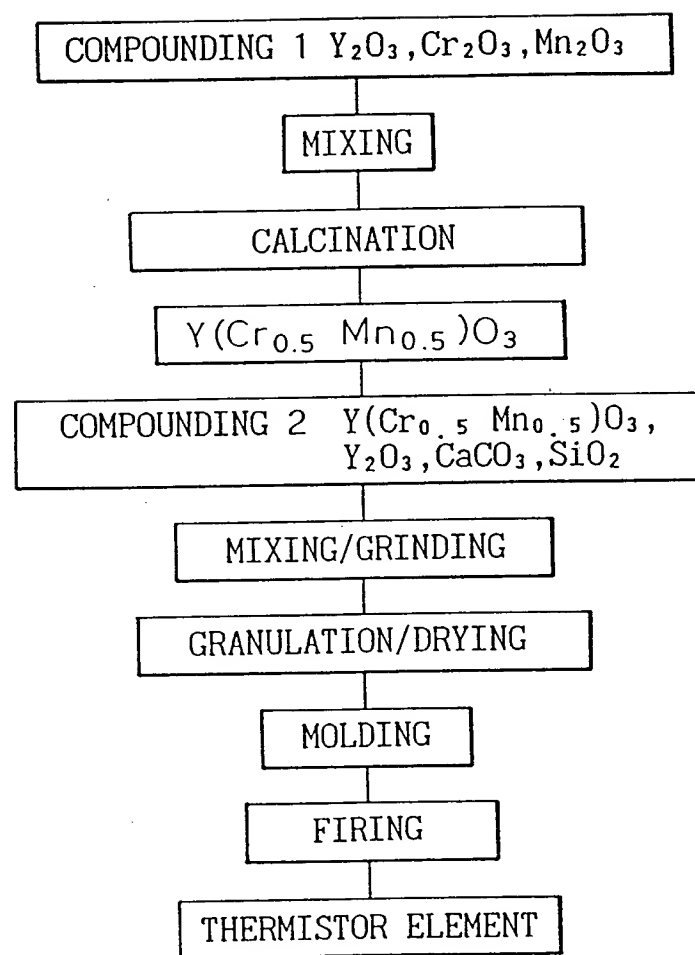 COMPOUNDING 1 Y₂O₃,Cr₂O₃,Mn₂O₃
MIXING
CALCINATION
Y(Cr₀.₅ Mn₀.₅)O₃
COMPOUNDING 2 Y(Cr₀.₅ Mn₀.₅)O₃,
Y₂O₃,CaCO₃,SiO₂
MIXING/GRINDING
GRANULATION/DRYING
MOLDING
FIRING
THERMISTOR ELEMENT